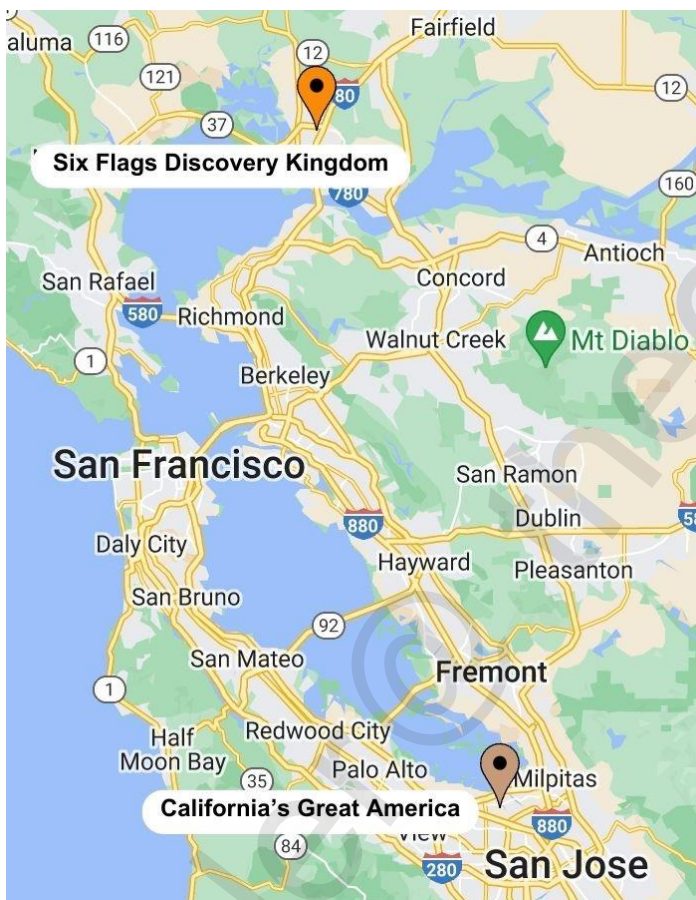 Fairfield
aluma
116
12
121
80
12
37
Six Flags Discovery Kingdom
780
160
4
Antioch
San Rafael
Concord
580
Richmond
Walnut Creek
Mt Diablo
1
Berkeley
San Francisco
San Ramon
880
Dublin
58
Daly City
Hayward
Pleasanton
San Bruno
92
San Mateo
Fremont
1
Redwood City
Half
Moon Bay
Palo Alto
35
Milpitas
California's Great America
880
View
84
280
San Jose